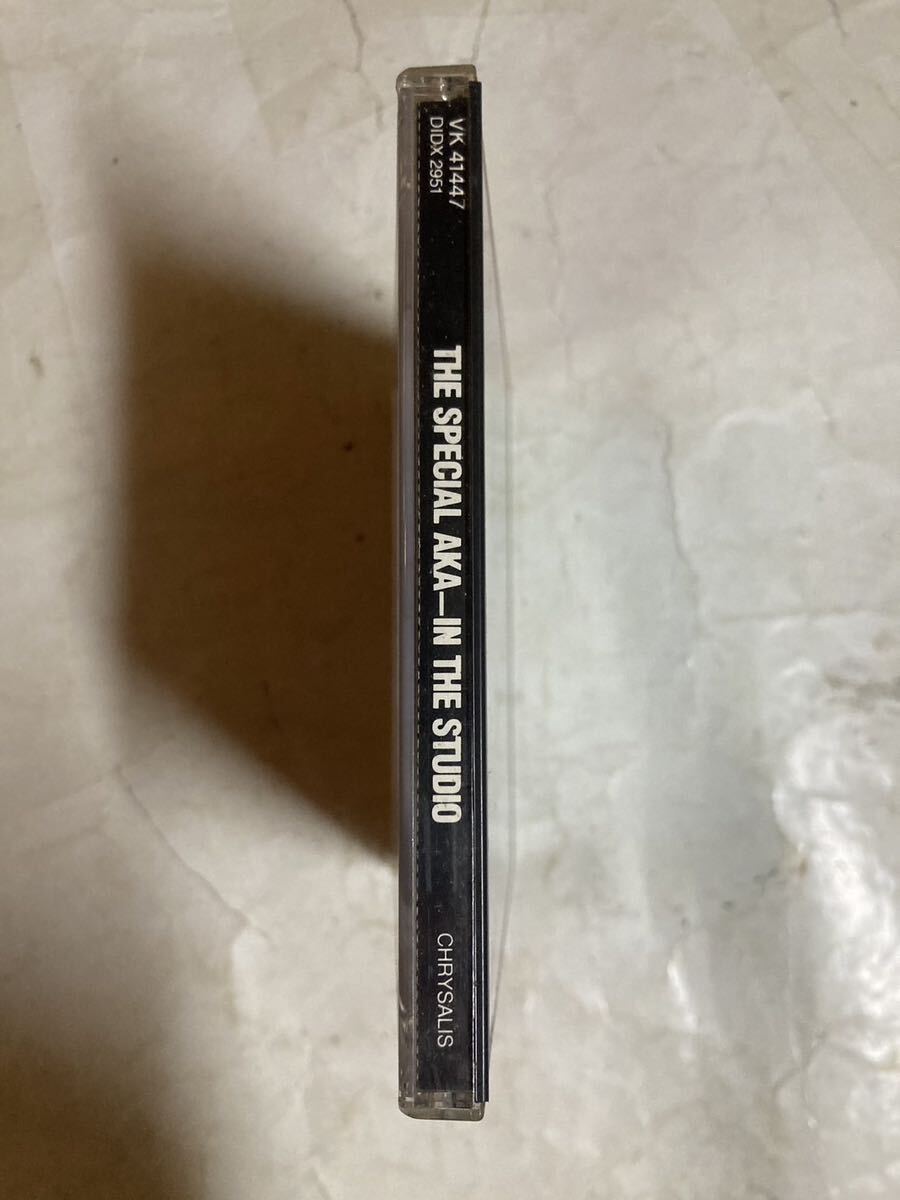 VK 41447
DIDX 2951
THE SPECIAL AKA—IN THE STUDIO
CHRYSALIS